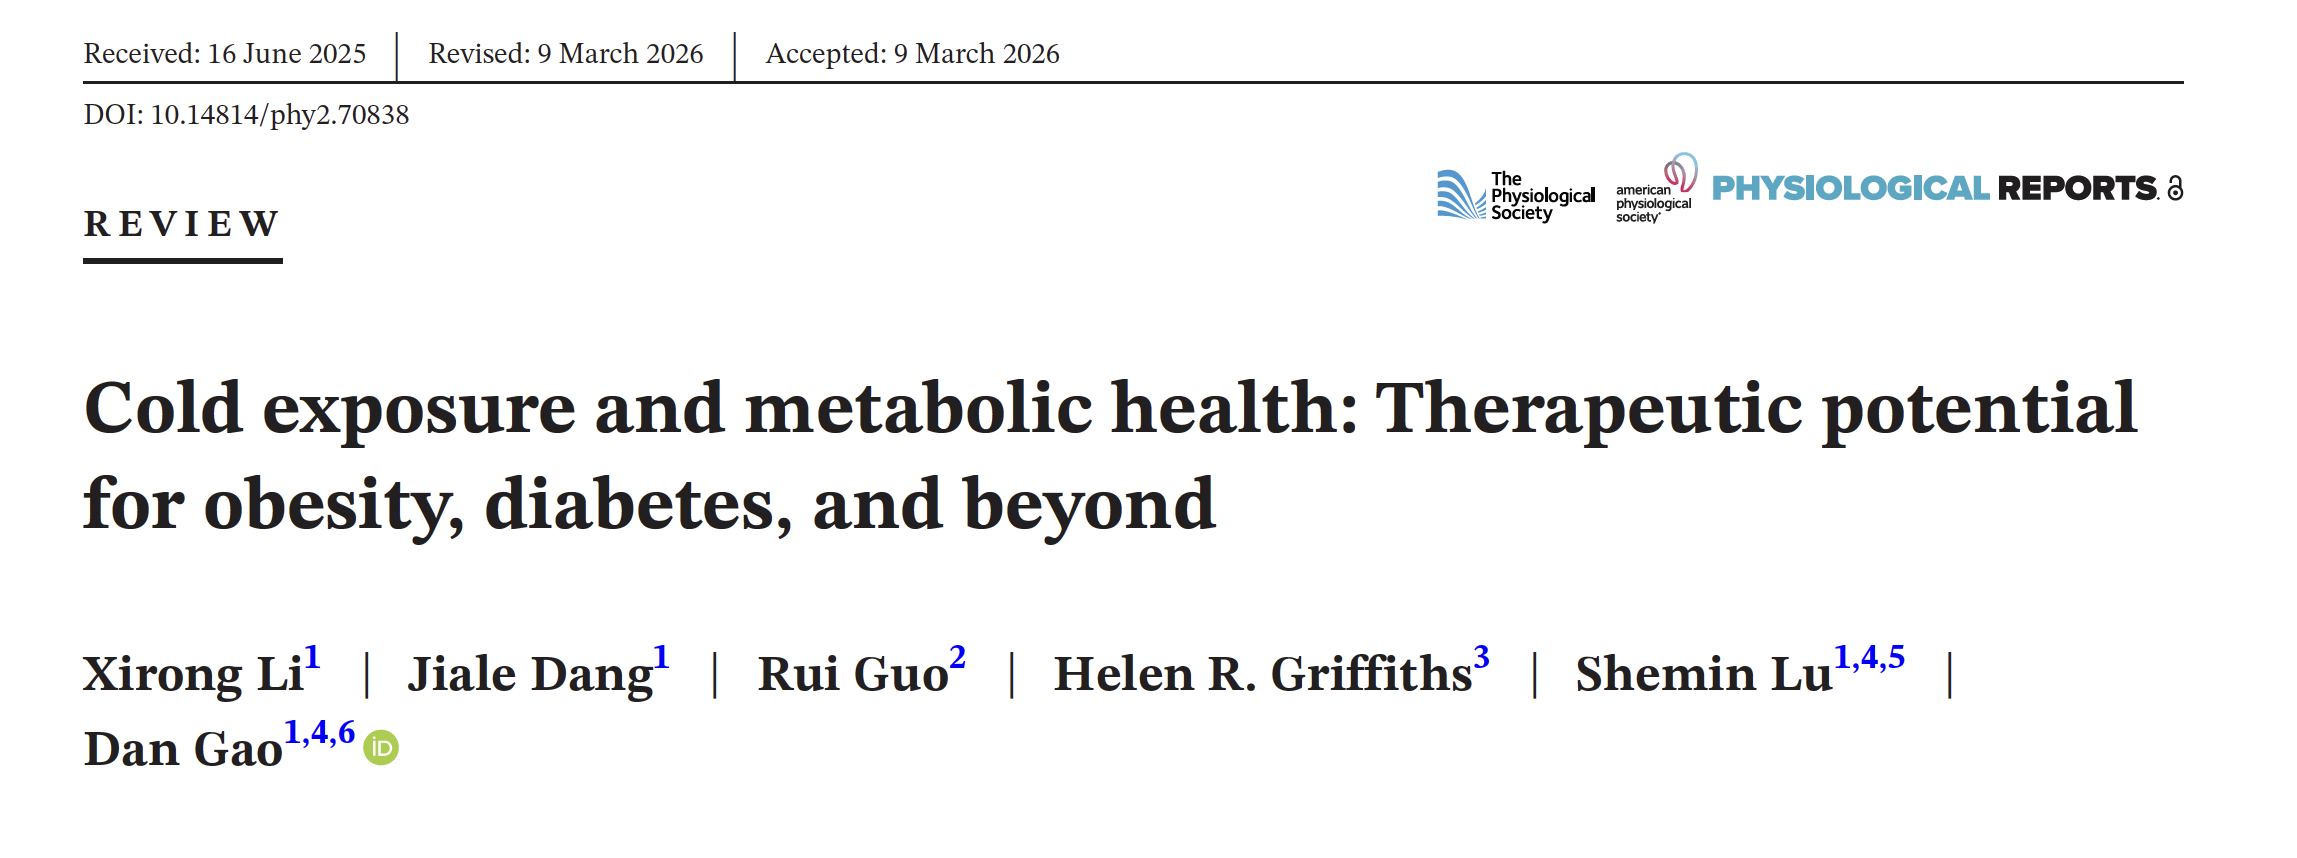 Received: 16 June 2025 | Revised: 9 March 2026 | Accepted: 9 March 2026
DOI: 10.14814/phy2.70838
The
Physiological
Society
american
physiological
society
PHYSIOLOGICAL REPORTS.
REVIEW
Cold exposure and metabolic health: Therapeutic potential
for obesity, diabetes, and beyond
Xirong Li1 | Jiale Dang1 | Rui Guo2 | Helen R. Griffiths3 | Shemin Lu1,4,5 |
Dan Gao1,4,6 iD